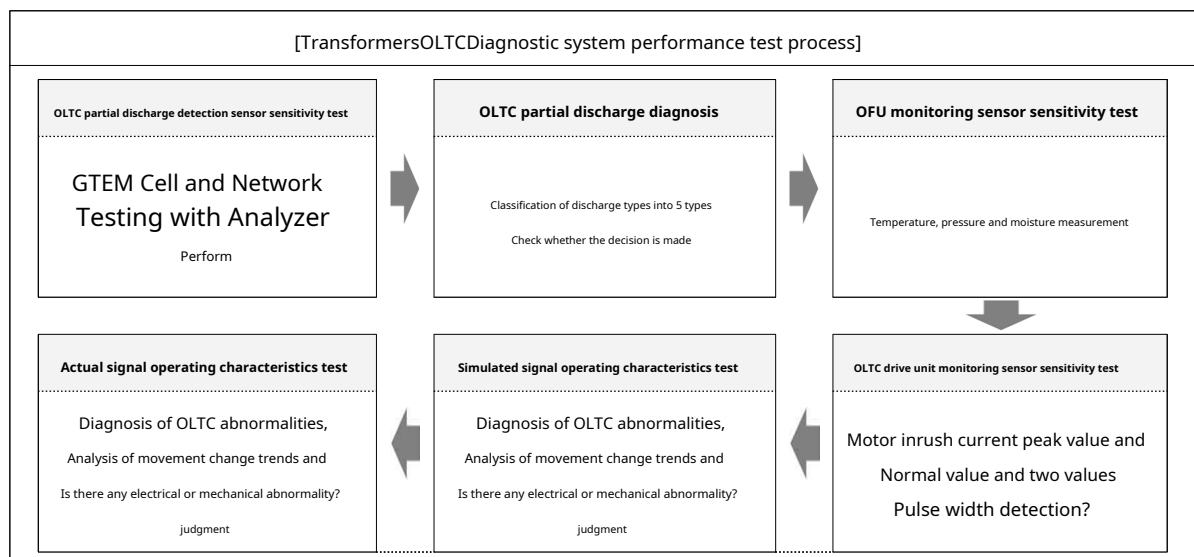 [TransformersOLTCDiagnostic system performance test process]
OLTC partial discharge detection sensor sensitivity test
GTEM Cell and Network
Testing with Analyzer
Perform
OLTC partial discharge diagnosis
Classification of discharge types into 5 types
Check whether the decision is made
OFU monitoring sensor sensitivity test
Temperature, pressure and moisture measurement
OLTC drive unit monitoring sensor sensitivity test
Motor inrush current peak value and
Normal value and two values
Pulse width detection?
Simulated signal operating characteristics test
Diagnosis of OLTC abnormalities,
Analysis of movement change trends and
Is there any electrical or mechanical abnormality?
judgment
Actual signal operating characteristics test
Diagnosis of OLTC abnormalities,
Analysis of movement change trends and
Is there any electrical or mechanical abnormality?
judgment